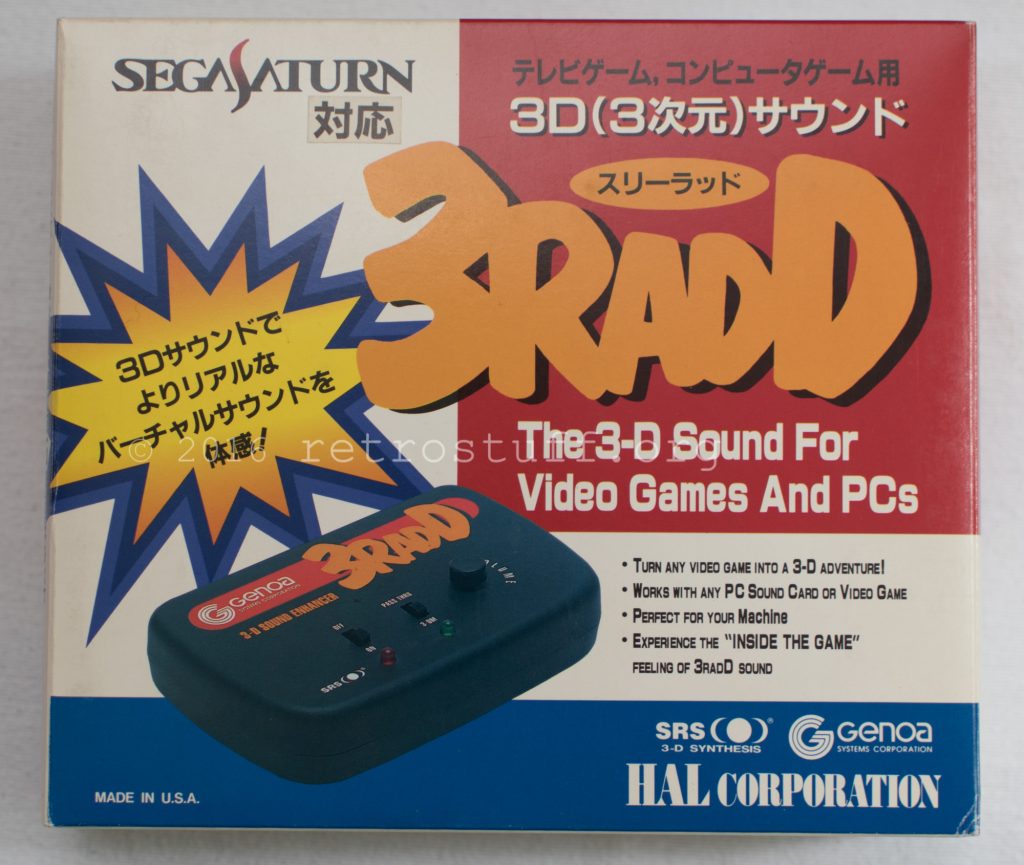 SEGA SATURN
対応
テレビゲーム,コンピュータゲーム用
3D(3次元)サウンド
スリーラッド
3RADD
3Dサウンドで
よりリアルな
バーチャルサウンドを
体感!
The 3-D Sound For
Video Games And PCs
• TURN ANY VIDEO GAME INTO A 3-D ADVENTURE!
• WORKS WITH ANY PC SOUND CARD OR VIDEO GAME
• PERFECT FOR YOUR Machine
• EXPERIENCE THE "INSIDE THE GAME"
FEELING OF 3RADD SOUND
GENOA
SYSTEMS CORPORATION
3RADD
3-D SOUND ENHANCER
VOLUME
PASS THRU
3-DM
OFF
ON
SRS(●)
SRS(●)®
3-D SYNTHESIS
GENOA
SYSTEMS CORPORATION
HAL CORPORATION
MADE IN U.S.A.
retrostuff.org